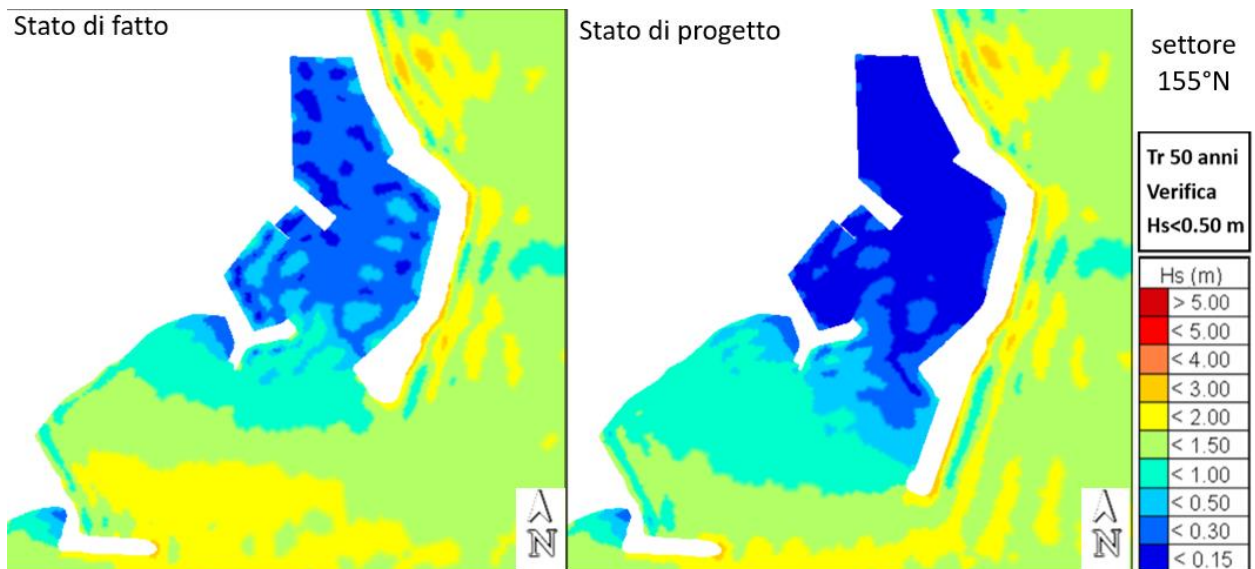 Stato di fatto
Stato di progetto
settore
155°N
Tr 50 anni
Verifica
Hs<0.50 m
Hs (m)
> 5.00
< 5.00
< 4.00
< 3.00
< 2.00
< 1.50
< 1.00
< 0.50
< 0.30
< 0.15
N
N